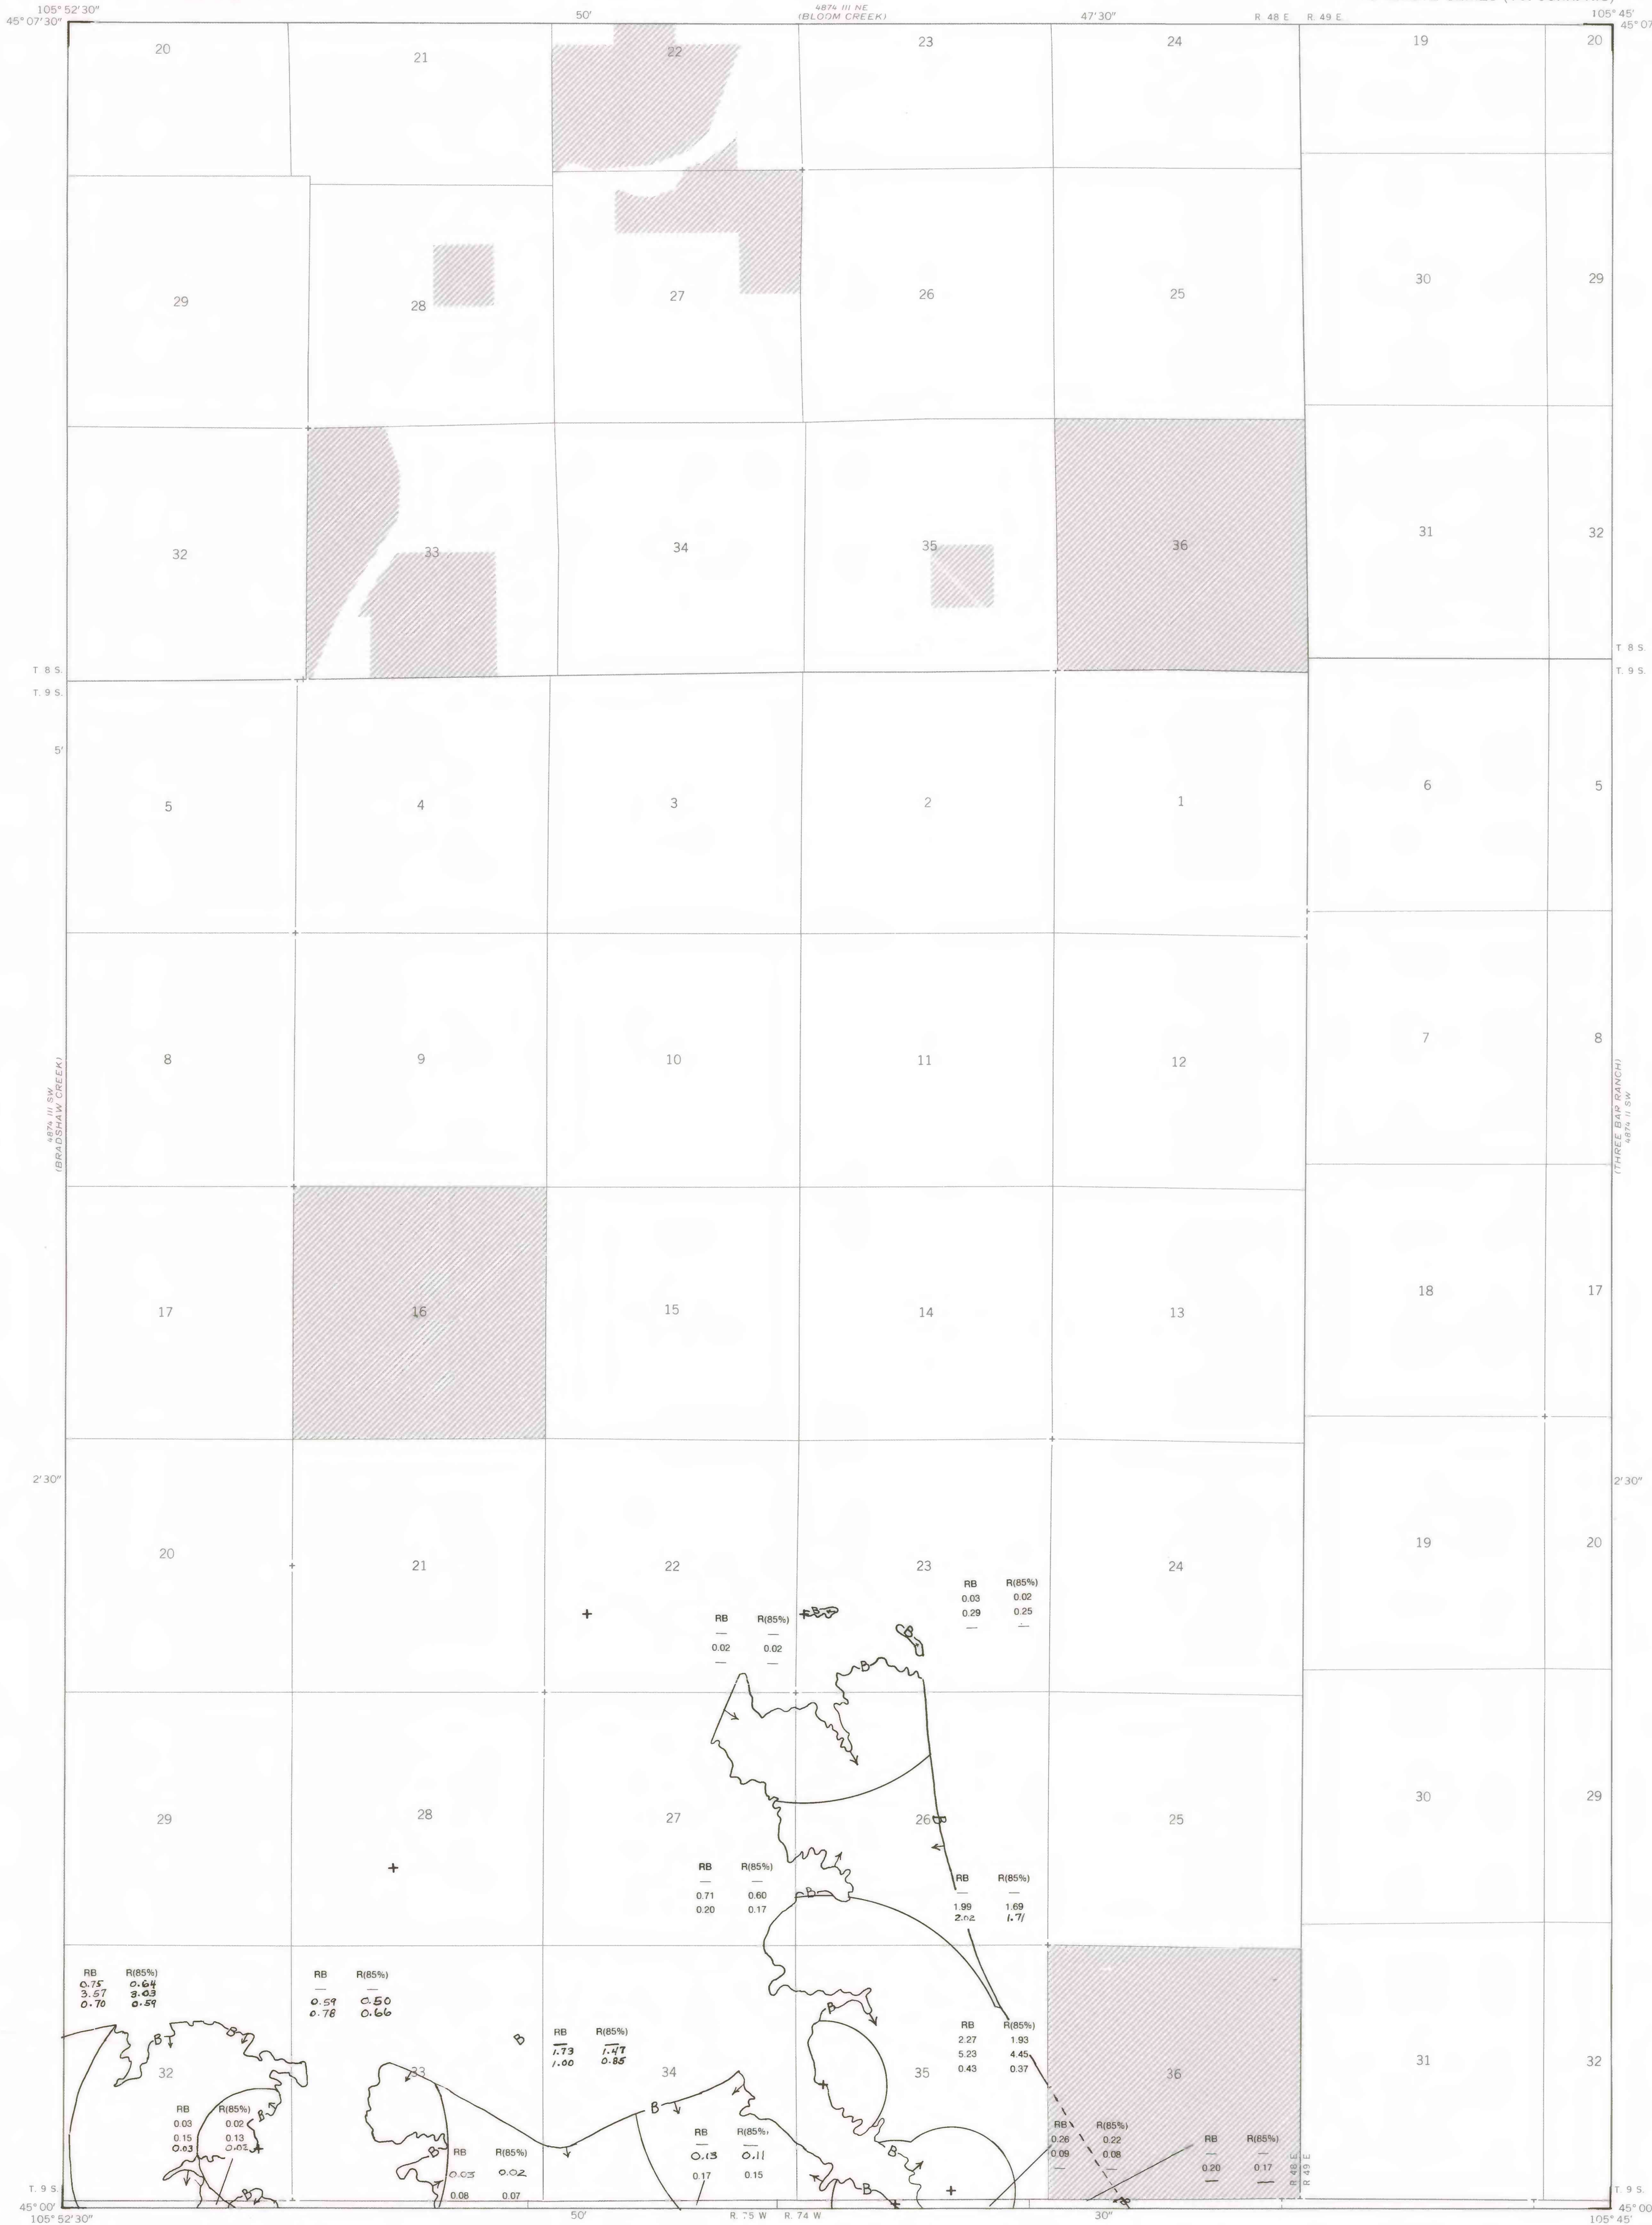 105° 52' 30" 50' 4874 III NE 47' 30" R. 48 E. R. 49 E. 105° 45'
45° 07' 30" (BLOOM CREEK) 45° 07'
20 21 22 23 24 19 20
29 28 27 26 25 30 29
32 33 34 35 36 31 32
T. 8 S. T. 8 S.
T. 9 S. T. 9 S.
5'
5 4 3 2 1 6 5
8 9 10 11 12 7 8
4874 III SW
(BRADSHAW CREEK)
(THREE BAR RANCH)
4874 II SW
17 16 15 14 13 18 17
2' 30" 2' 30"
20 21 22 23 24 19 20
RB R(85%)
0.03 0.02
0.29 0.25
— —
RB R(85%)
— —
0.02 0.02
— —
B
B
B
29 28 27 26 25 30 29
B
RB R(85%)
— —
0.71 0.60
0.20 0.17
B
RB R(85%)
— —
1.99 1.69
2.02 1.71
RB R(85%)
0.75 0.64
3.57 3.03
0.70 0.59
RB R(85%)
— —
0.59 0.50
0.78 0.66
B
RB R(85%)
— —
1.73 1.47
1.00 0.85
B
RB R(85%)
2.27 1.93
5.23 4.45
0.43 0.37
B B
32 33 34 35 36 31 32
RB R(85%)
0.03 0.02
0.15 0.13
0.03 0.02
B
B
B
RB R(85%)
0.03 0.02
0.08 0.07
B
RB R(85%)
— —
0.13 0.11
0.17 0.15
B
B
RB R(85%)
0.26 0.22
0.09 0.08
— —
RB R(85%)
— —
0.20 0.17
— —
B
R 48 E
R 49 E
T. 9 S. T. 9 S.
45° 00' 45° 00
105° 52' 30" 50' R. 75 W R. 74 W 30" 105° 45'